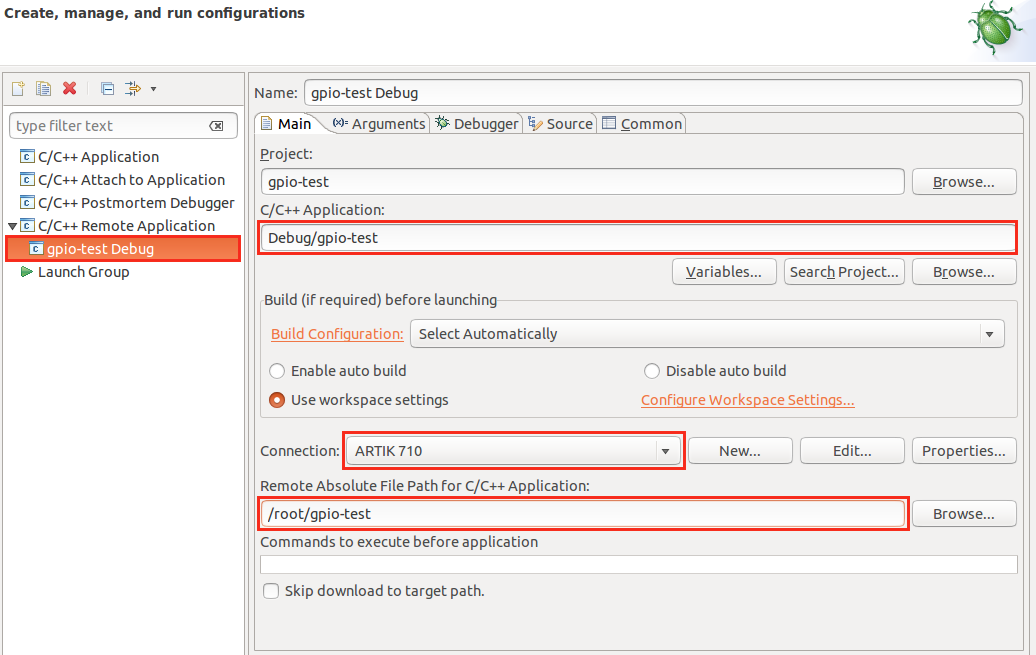 Create, manage, and run configurations
type filter text
C/C++ Application
C/C++ Attach to Application
C/C++ Postmortem Debugger
C/C++ Remote Application
gpio-test Debug
Launch Group
Name: gpio-test Debug
Main (x)= Arguments Debugger Source Common
Project:
gpio-test Browse...
C/C++ Application:
Debug/gpio-test
Variables... Search Project... Browse...
Build (if required) before launching
Build Configuration: Select Automatically
Enable auto build Disable auto build
Use workspace settings Configure Workspace Settings...
Connection: ARTIK 710 New... Edit... Properties...
Remote Absolute File Path for C/C++ Application:
/root/gpio-test Browse...
Commands to execute before application
Skip download to target path.